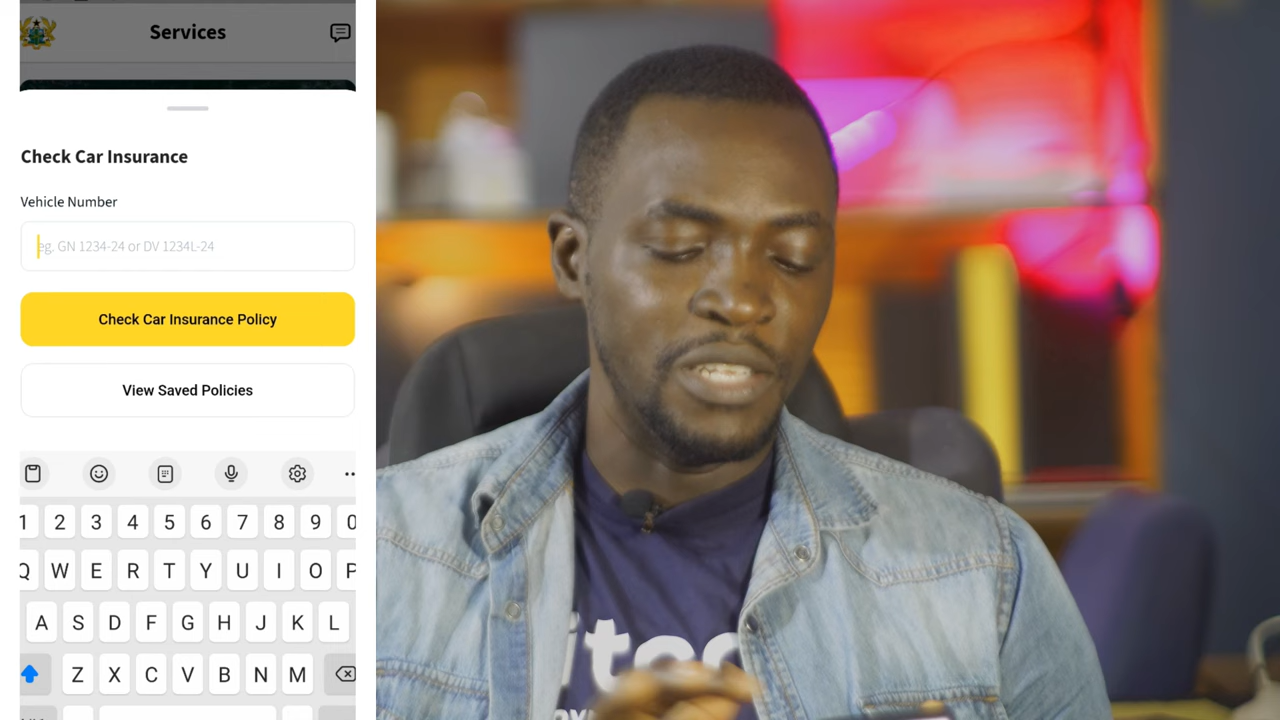 Services
Check Car Insurance
Vehicle Number
eg. GN 1234-24 or DV 1234L-24
Check Car Insurance Policy
View Saved Policies
1 2 3 4 5 6 7 8 9 0
Q W E R T Y U I O P
A S D F G H J K L
Z X C V B N M